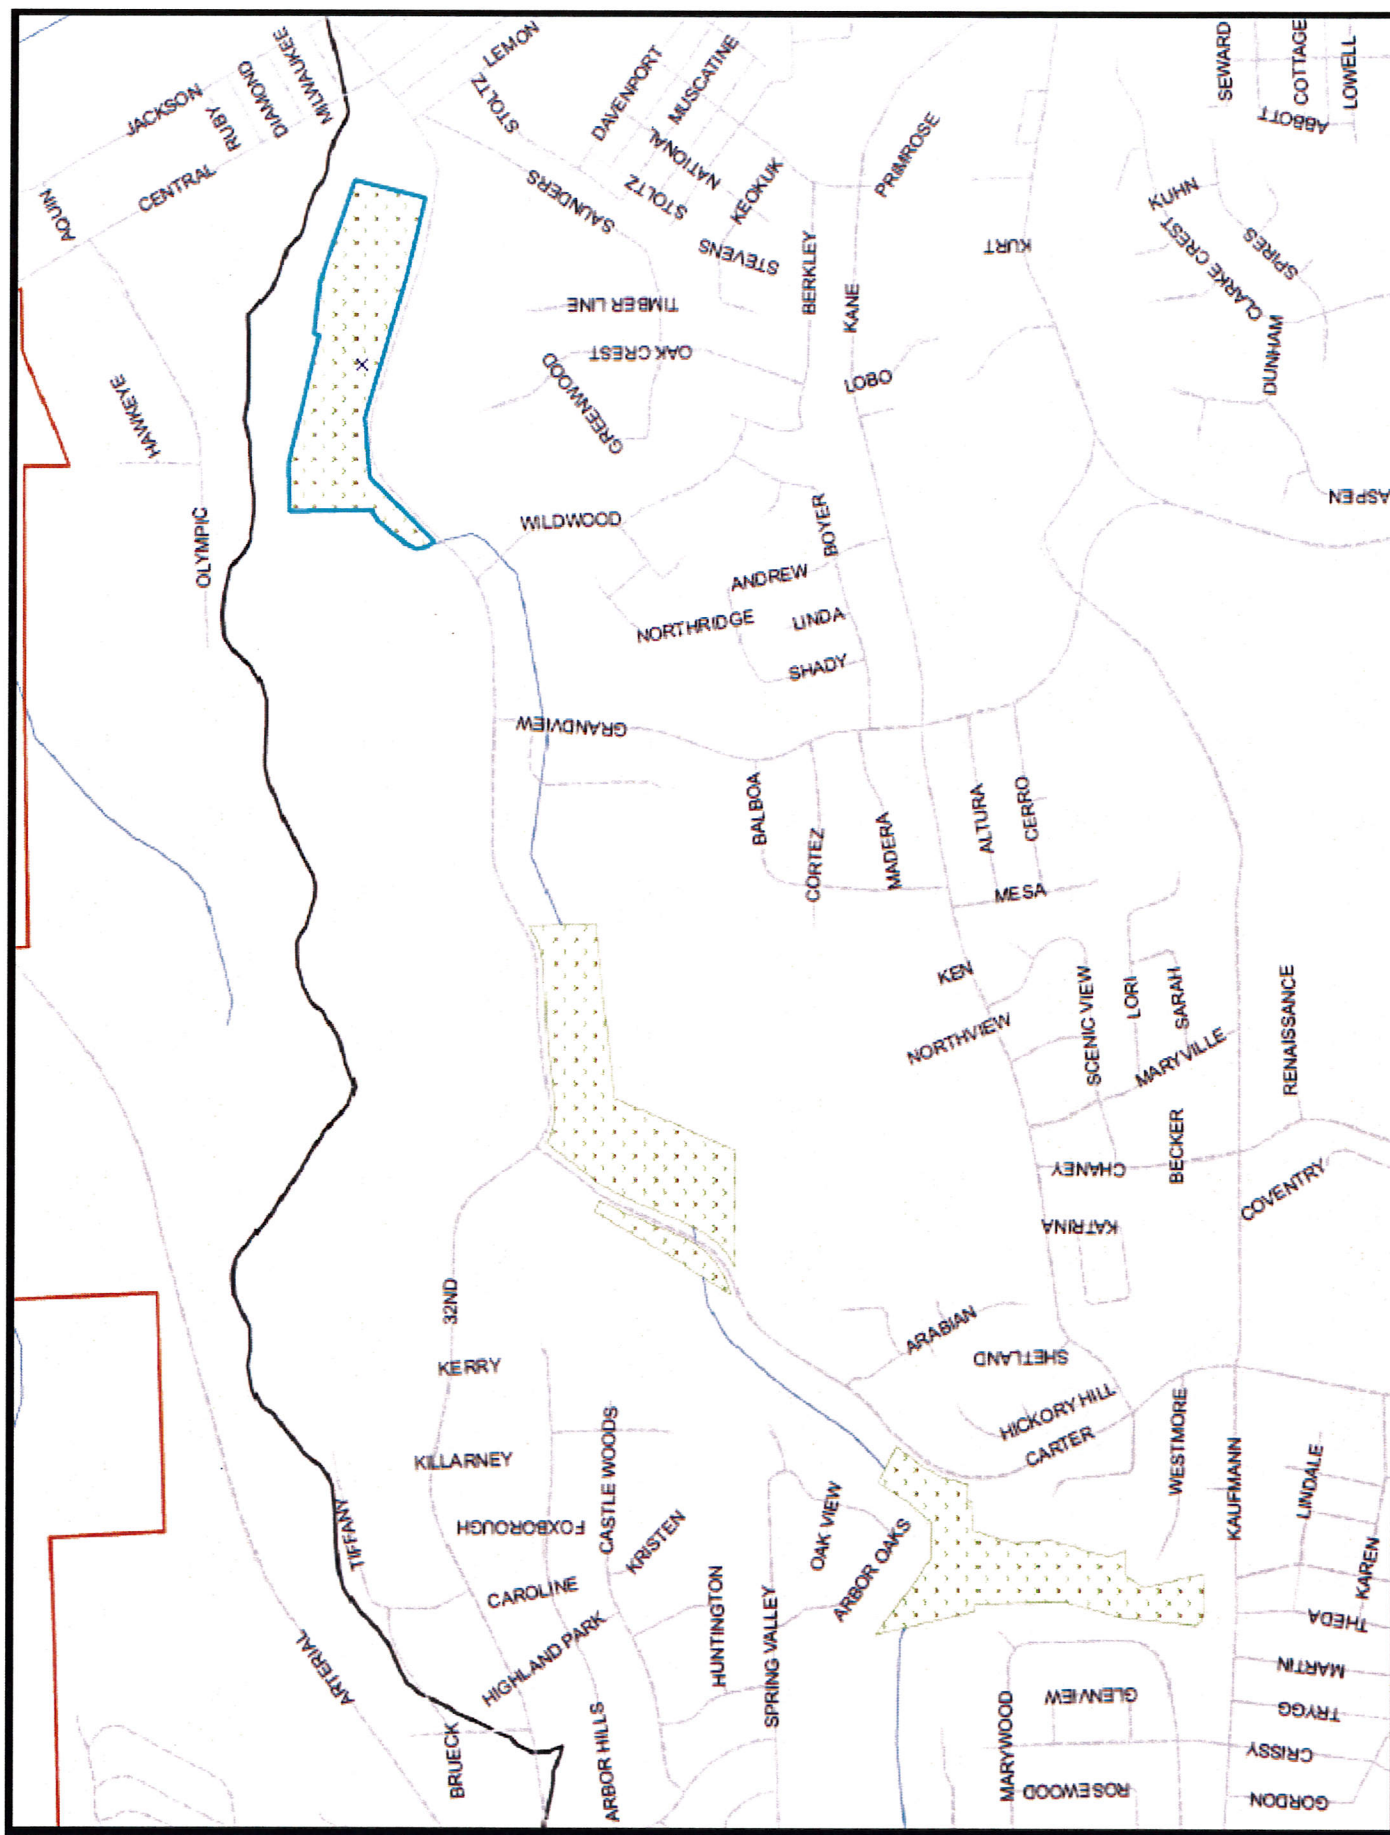 SEWARD
COTTAGE
LOWELL
ABBOTT
MILWAUKEE
DIAMOND
RUBY
JACKSON
LEMON
STOLTZ
DAVENPORT
MUSCATINE
NATIONAL
STOLTZ
KEOKUK
PRIMROSE
CENTRAL
AQUIN
SAUNDERS
STEVENS
BERKLEY
KANE
KURT
KUHN
CLARKE CREST
SPIRES
TIMBER LINE
OAK CREST
GREENWOOD
LOBO
DUNHAM
HAWKEYE
OLYMPIC
WILDWOOD
BOYER
ASPEN
ANDREW
NORTHRIDGE
LINDA
SHADY
GRANDVIEW
BALBOA
CORTEZ
MADERA
ALTURA
CERRO
MESA
KEN
NORTHVIEW
SCENIC VIEW
LORI
SARAH
MARYVILLE
RENAISSANCE
CHANEY
BECKER
COVENTRY
KATRINA
32ND
KERRY
ARABIAN
SHETLAND
HICKORY HILL
CARTER
WESTMORE
KAUFMANN
LINDALE
KILLARNEY
CASTLE WOODS
FOXBOROUGH
TIFFANY
KRISTEN
OAK VIEW
ARBOR OAKS
KAREN
THEDA
CAROLINE
HIGHLAND PARK
HUNTINGTON
SPRING VALLEY
ARTERIAL
MARTIN
GLENVIEW
MARYWOOD
TRYGG
BRUECK
ARBOR HILLS
CRISSY
ROSEWOOD
GORDON